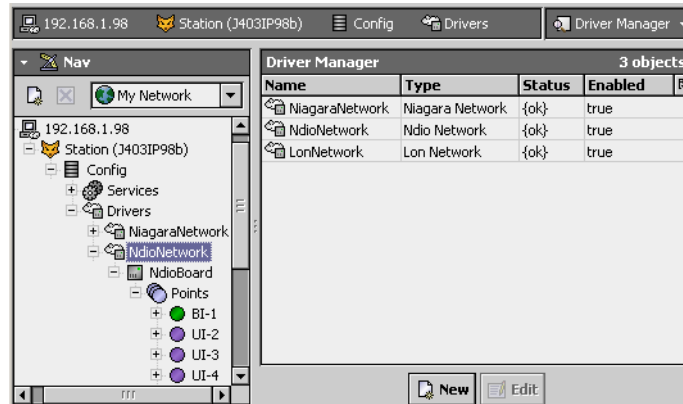 192.168.1.98 Station (J403IP98b) Config Drivers Driver Manager
Nav
My Network
192.168.1.98
Station (J403IP98b)
Config
Services
Drivers
NiagaraNetwork
NdioNetwork
NdioBoard
Points
BI-1
UI-2
UI-3
UI-4
Driver Manager 3 objects
Name Type Status Enabled
NiagaraNetwork Niagara Network {ok} true
NdioNetwork Ndio Network {ok} true
LonNetwork Lon Network {ok} true
New Edit